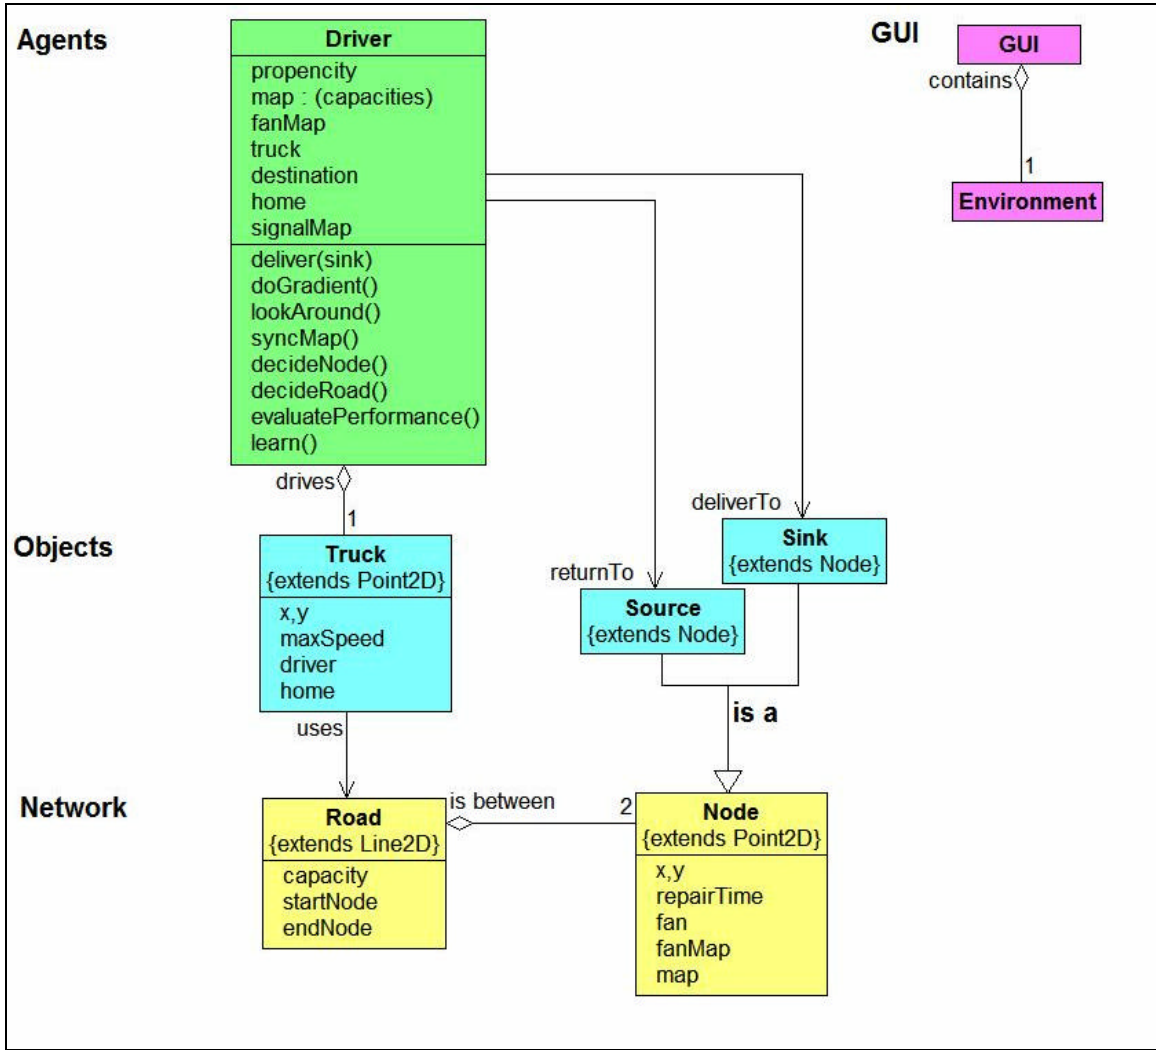 Agents
Driver
propencity
map : (capacities)
fanMap
truck
destination
home
signalMap
deliver(sink)
doGradient()
lookAround()
syncMap()
decideNode()
decideRoad()
evaluatePerformance()
learn()
GUI
GUI
contains
1
Environment
drives
1
deliverTo
returnTo
Objects
Truck
{extends Point2D}
x,y
maxSpeed
driver
home
Sink
{extends Node}
Source
{extends Node}
uses
is a
Network
Road
{extends Line2D}
capacity
startNode
endNode
is between
2
Node
{extends Point2D}
x,y
repairTime
fan
fanMap
map